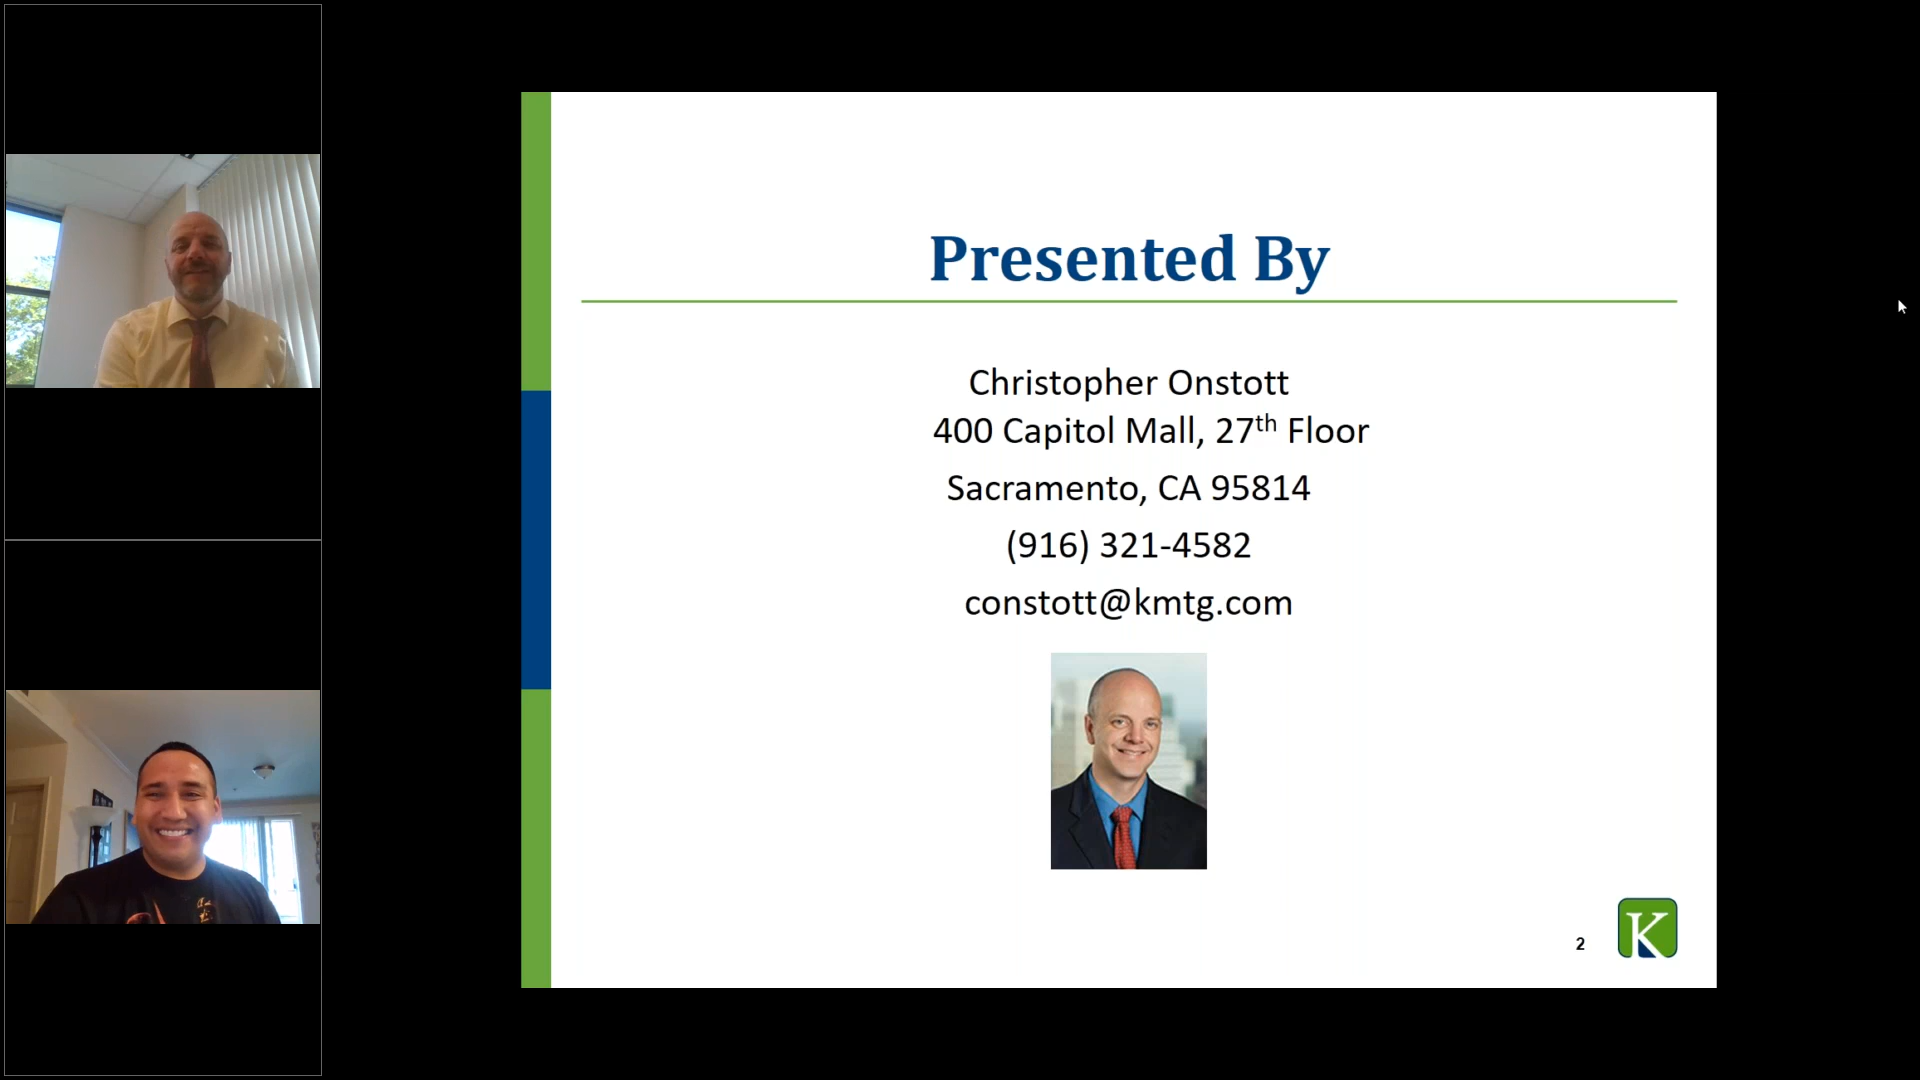 Presented By
Christopher Onstott
400 Capitol Mall, 27th Floor
Sacramento, CA 95814
(916) 321-4582
constott@kmtg.com
2
K